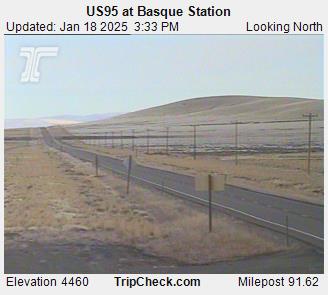 US95 at Basque Station
Updated: Jan 18 2025 3:33 PM Looking North
Elevation 4460 TripCheck.com Milepost 91.62